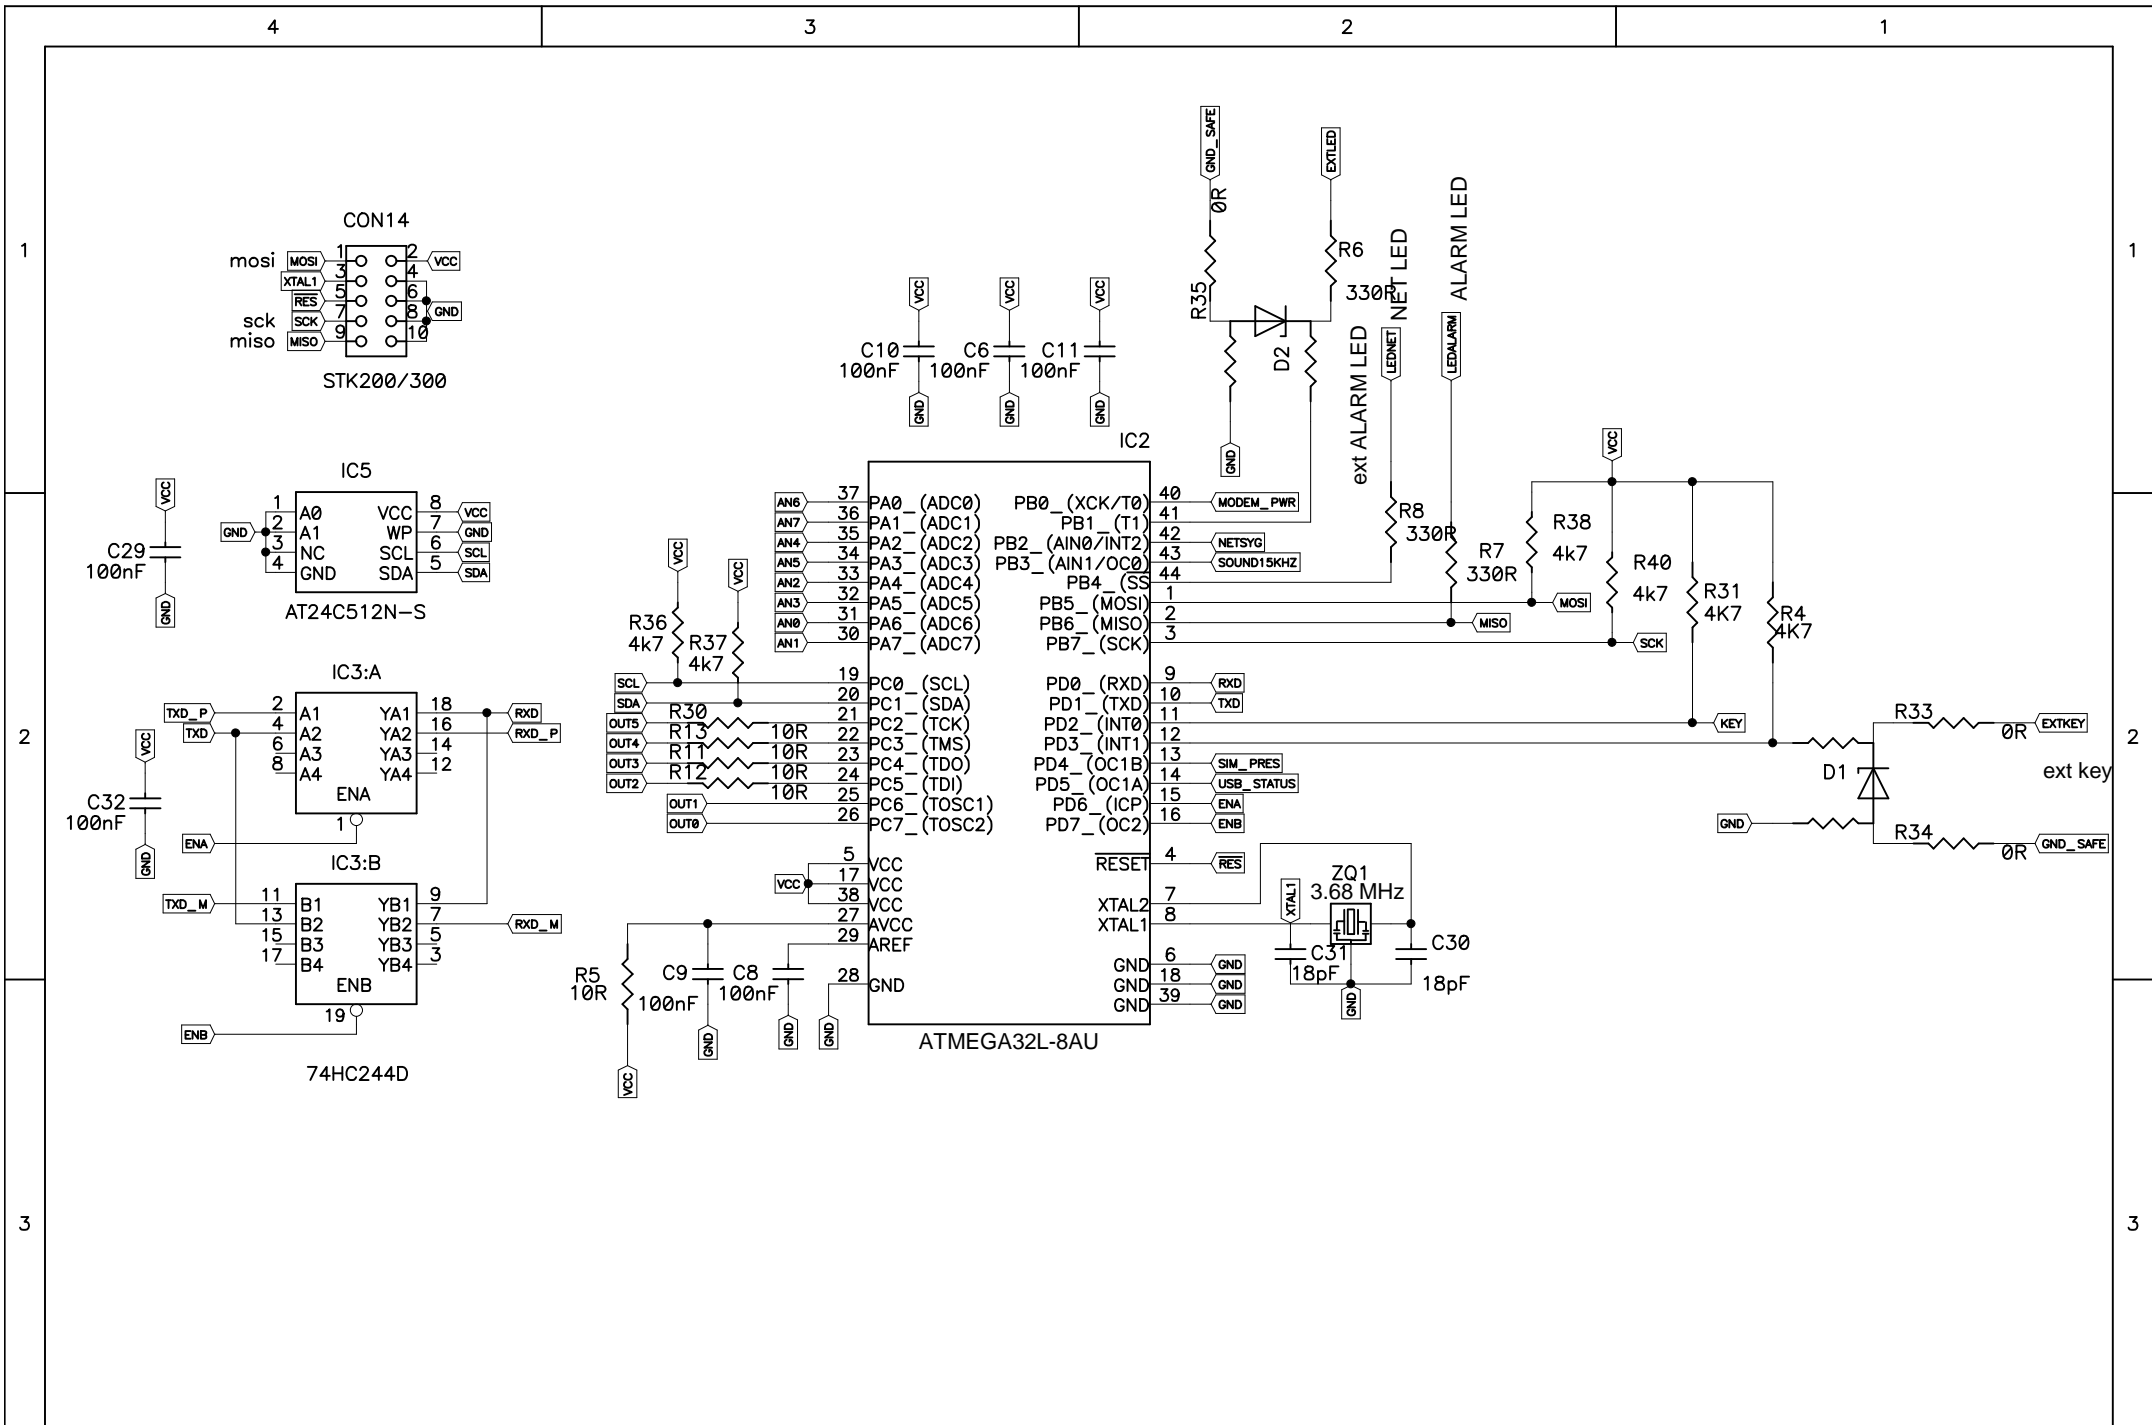 4 3 2 1
1 1
2 2
3 3
CON14
mosi MOSI 1 2 VCC
XTAL1 3 4
RES 5 6
sck SCK 7 8 GND
miso MISO 9 10
STK200/300
VCC
C29
100nF
GND
IC5
GND
1 A0 VCC 8 VCC
2 A1 WP 7 GND
3 NC SCL 6 SCL
4 GND SDA 5 SDA
AT24C512N-S
VCC
C32
100nF
GND
IC3:A
TXD_P 2 A1 YA1 18 RXD
TXD 4 A2 YA2 16 RXD_P
6 A3 YA3 14
8 A4 YA4 12
ENA
1
ENA
IC3:B
TXD_M 11 B1 YB1 9
13 B2 YB2 7 RXD_M
15 B3 YB3 5
17 B4 YB4 3
ENB
19
ENB
74HC244D
VCC VCC VCC
C10 C6 C11
100nF 100nF 100nF
GND GND GND
GND_SAFE
0R
R35
EXTLED
R6
330R
D2
GND
ext ALARM LED
NET LED
LEDNET
R8
330R
ALARM LED
LEDALARM
R7
330R
VCC
R38
4k7
R40
4k7
R31
4K7
R4
4K7
VCC
R36
4k7
VCC
R37
4k7
IC2
AN6 37 PA0_(ADC0) PB0_(XCK/T0) 40 MODEM_PWR
AN7 36 PA1_(ADC1) PB1_(T1) 41
AN4 35 PA2_(ADC2) PB2_(AIN0/INT2) 42 NETSYG
AN5 34 PA3_(ADC3) PB3_(AIN1/OC0) 43 SOUND15KHZ
AN2 33 PA4_(ADC4) PB4_(SS 44
AN3 32 PA5_(ADC5) PB5_(MOSI) 1 MOSI
AN0 31 PA6_(ADC6) PB6_(MISO) 2 MISO
AN1 30 PA7_(ADC7) PB7_(SCK) 3 SCK
SCL 19 PC0_(SCL) PD0_(RXD) 9 RXD
SDA 20 PC1_(SDA) PD1_(TXD) 10 TXD
OUT5 R30 10R 21 PC2_(TCK) PD2_(INT0) 11 KEY
OUT4 R13 10R 22 PC3_(TMS) PD3_(INT1) 12
OUT3 R11 10R 23 PC4_(TDO) PD4_(OC1B) 13 SIM_PRES
OUT2 R12 10R 24 PC5_(TDI) PD5_(OC1A) 14 USB_STATUS
OUT1 25 PC6_(TOSC1) PD6_(ICP) 15 ENA
OUT0 26 PC7_(TOSC2) PD7_(OC2) 16 ENB
5 VCC RESET 4 RES
VCC 17 VCC
38 VCC XTAL2 7
27 AVCC XTAL1 8
29 AREF
GND 6 GND
28 GND GND 18 GND
GND 39 GND
ATMEGA32L-8AU
R5
10R
VCC
C9
100nF
GND
C8
100nF
GND
GND
XTAL1
ZQ1
3.68 MHz
C31
18pF
C30
18pF
GND
R33
0R
EXTKEY
D1
ext key
GND
R34
0R
GND_SAFE